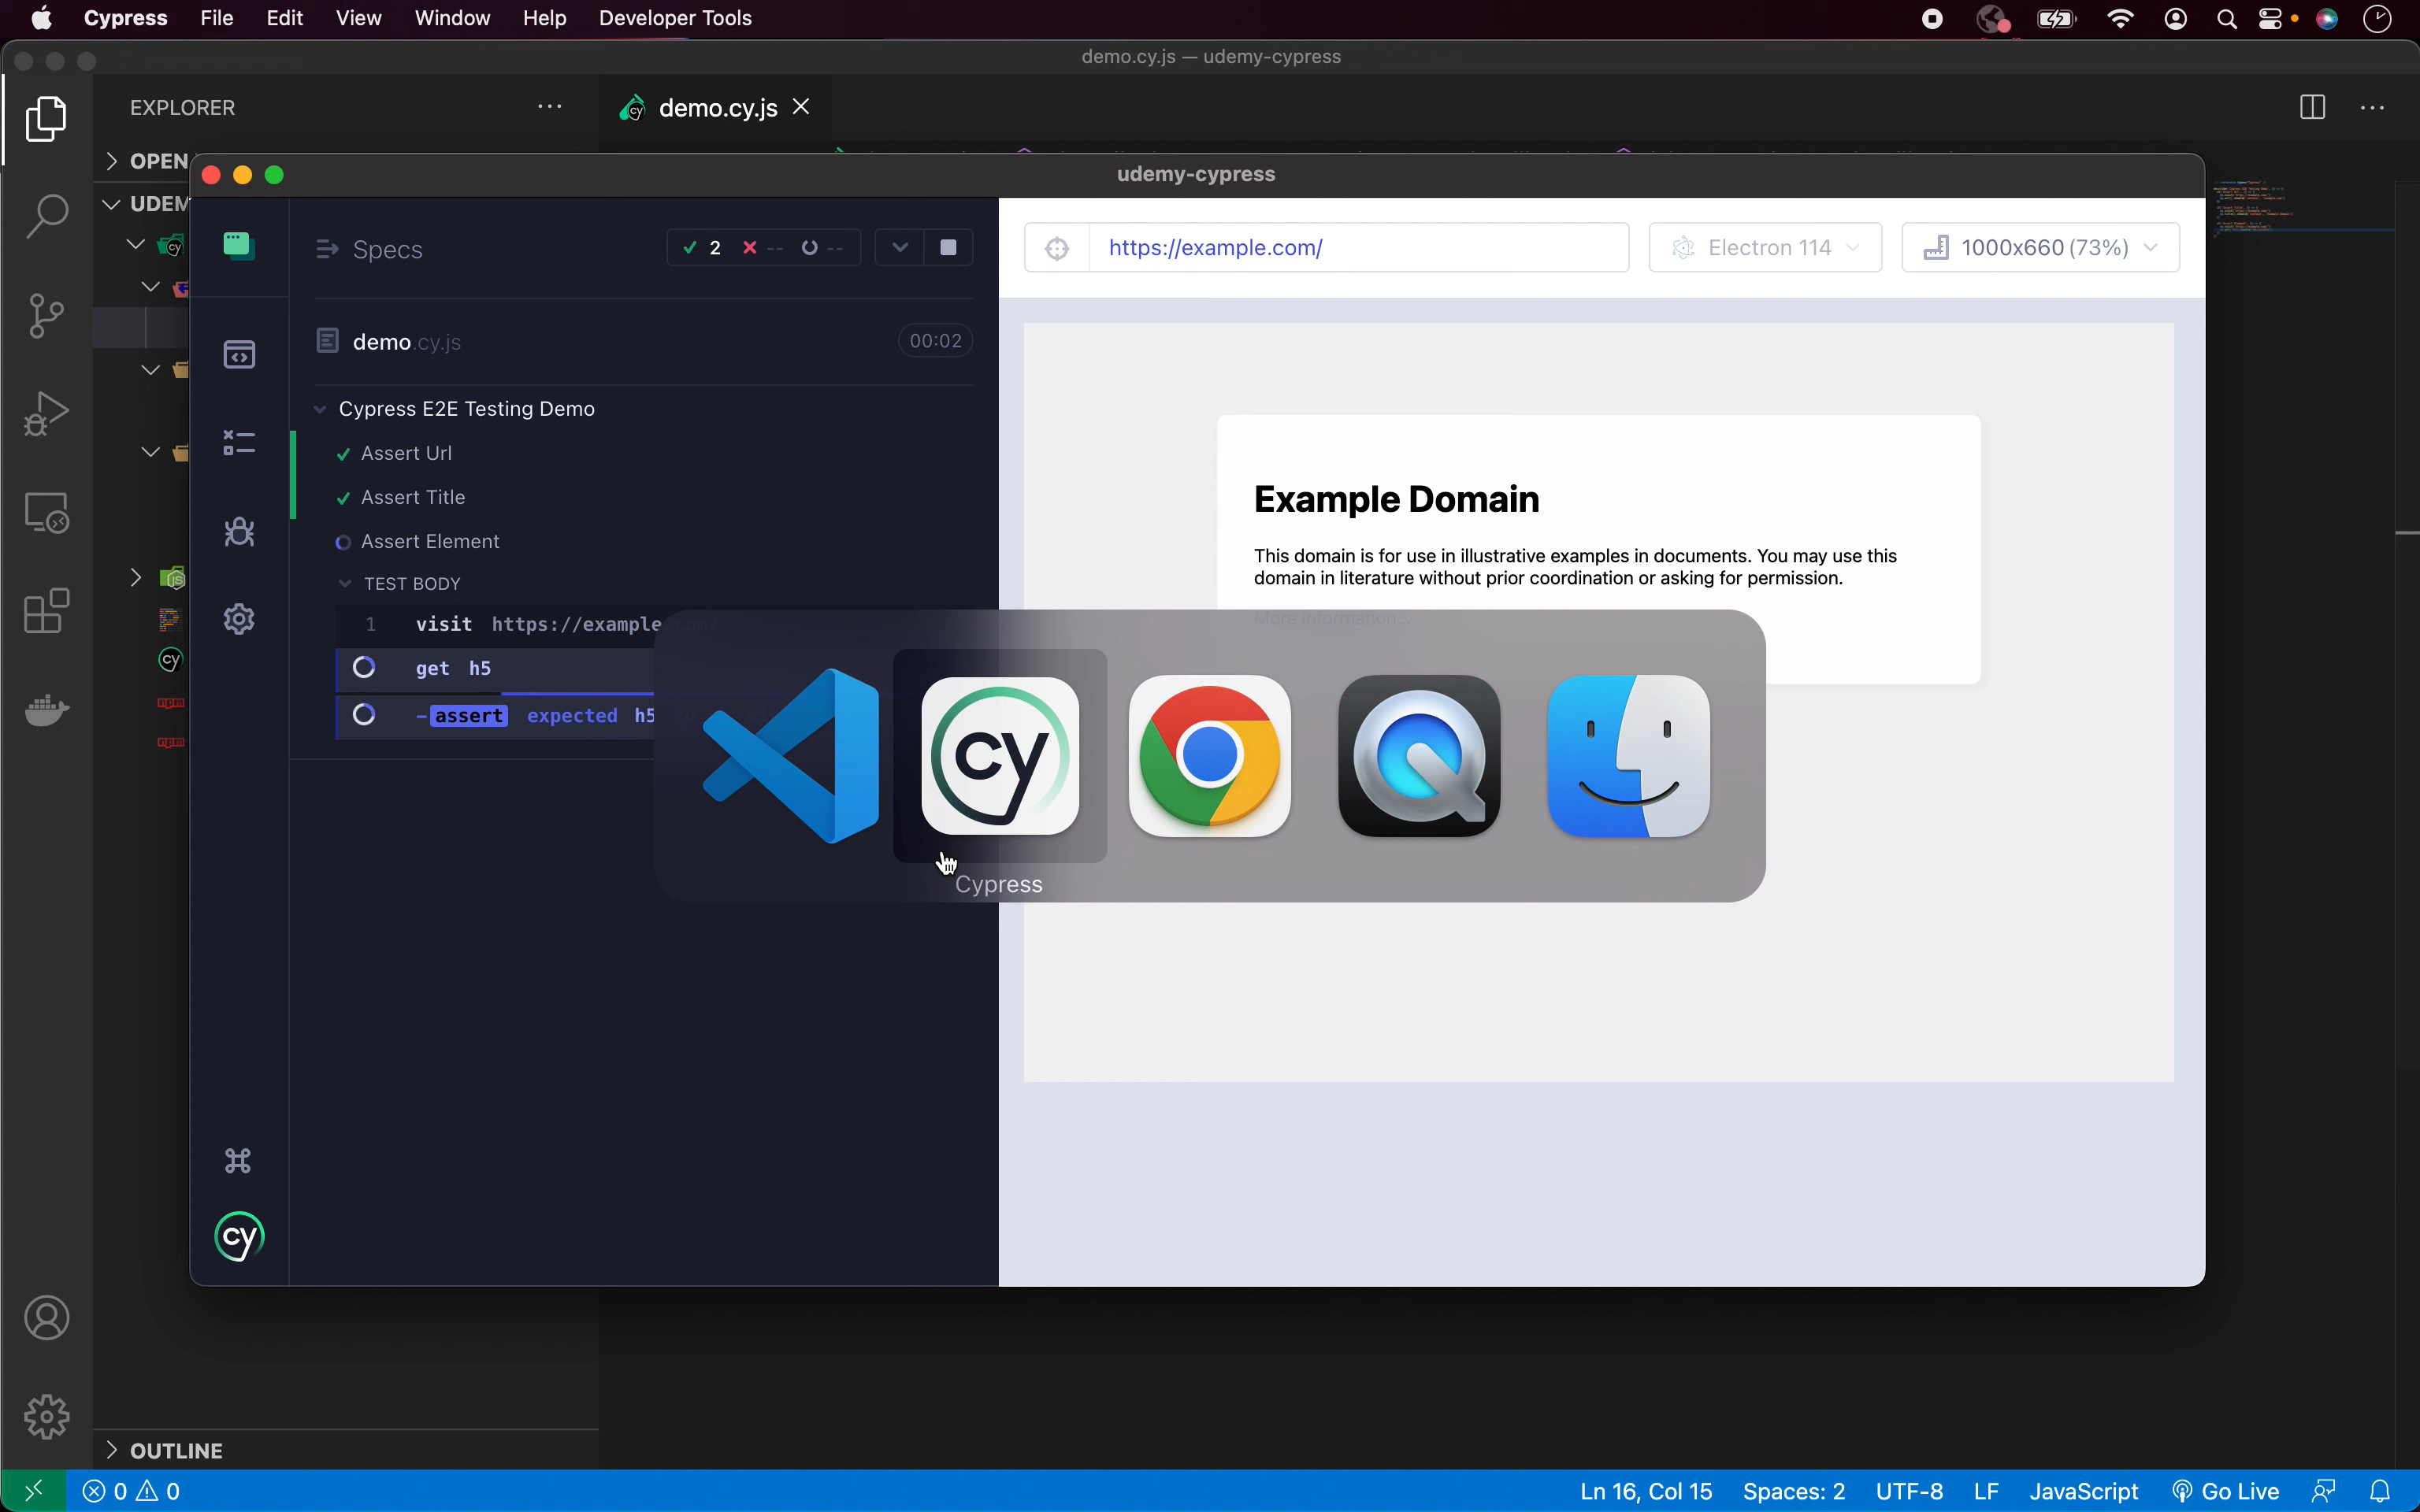 Cypress File Edit View Window Help Developer Tools
demo.cy.js — udemy-cypress
EXPLORER
demo.cy.js
OPEN
udemy-cypress
UDEM
Specs
2 -- --
https://example.com/
Electron 114
1000x660 (73%)
demo.cy.js
00:02
Cypress E2E Testing Demo
Assert Url
Assert Title
Assert Element
TEST BODY
1 visit https://example.com/
get h5
-assert expected h5
Example Domain
This domain is for use in illustrative examples in documents. You may use this
domain in literature without prior coordination or asking for permission.
More information...
cy
Cypress
cy
OUTLINE
0 0
Ln 16, Col 15 Spaces: 2 UTF-8 LF JavaScript Go Live